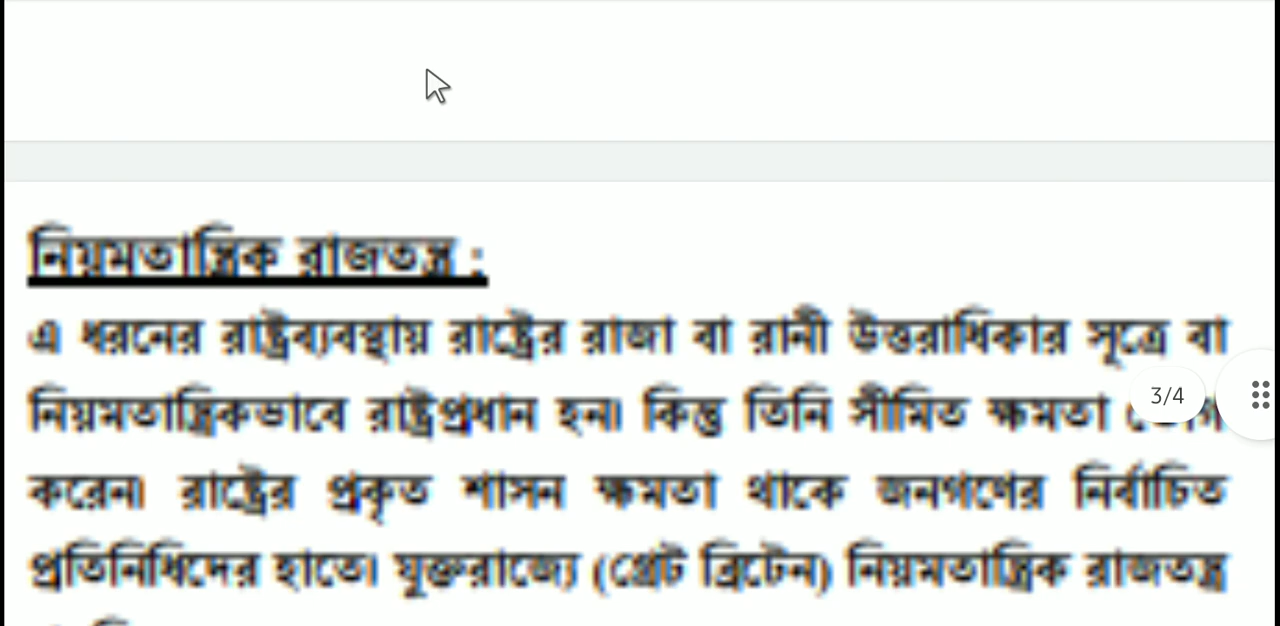 নিয়মতান্ত্রিক রাজতন্ত্র :
এ ধরনের রাষ্ট্রব্যবস্থায় রাষ্ট্রের রাজা বা রানী উত্তরাধিকার সূত্রে বা
নিয়মতান্ত্রিকভাবে রাষ্ট্রপ্রধান হন। কিন্তু তিনি সীমিত ক্ষমতা
3/4
করেন। রাষ্ট্রের প্রকৃত শাসন ক্ষমতা থাকে জনগণের নির্বাচিত
প্রতিনিধিদের হাতে। যুক্তরাজ্যে (গ্রেট ব্রিটেন) নিয়মতান্ত্রিক রাজতন্ত্র